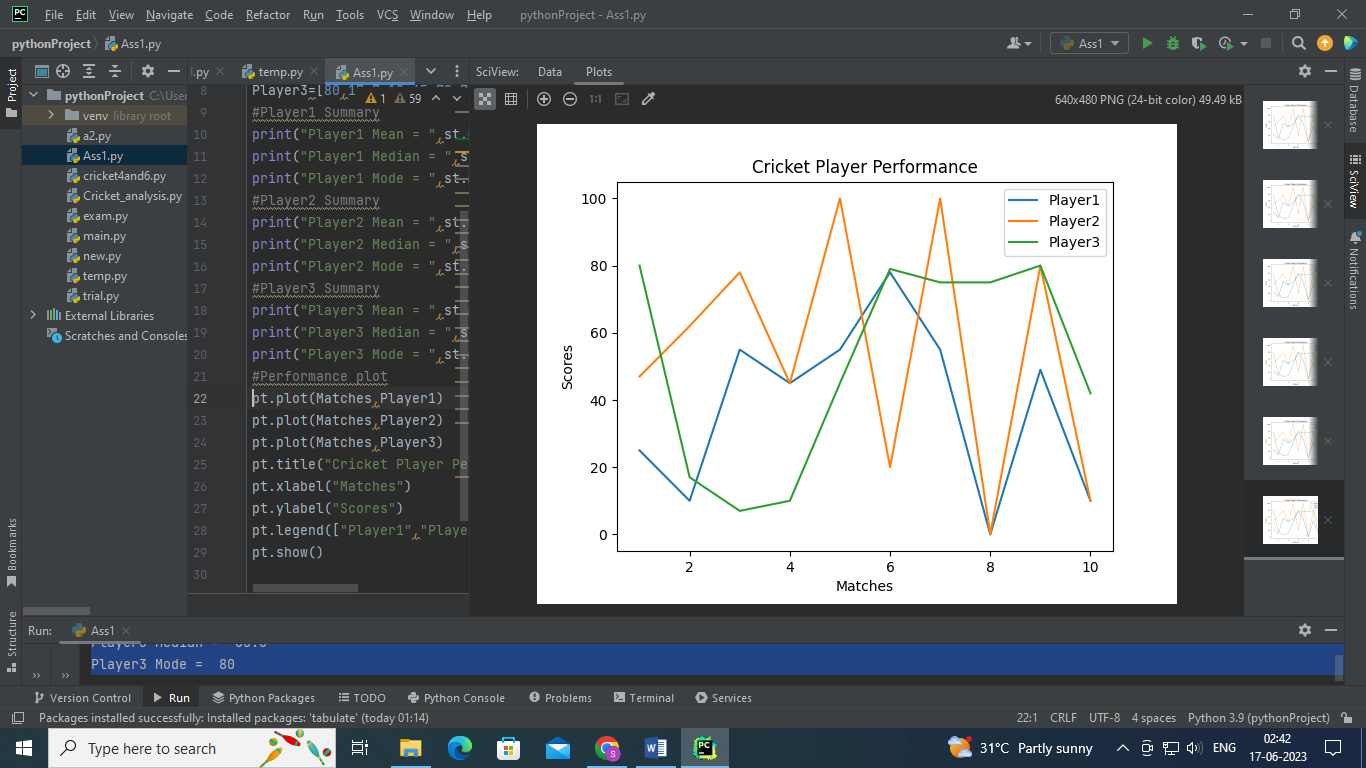 File Edit View Navigate Code Refactor Run Tools VCS Window Help pythonProject - Ass1.py
pythonProject Ass1.py
Ass1
Project
l.py temp.py Ass1.py
SciView: Data Plots
1:1
640x480 PNG (24-bit color) 49.49 kB
pythonProject C:\User
venv library root
a2.py
Ass1.py
cricket4and6.py
Cricket_analysis.py
exam.py
main.py
new.py
temp.py
trial.py
External Libraries
Scratches and Consoles
1 59
8 Player3=[80,17
9 #Player1 Summary
10 print("Player1 Mean = ",st.
11 print("Player1 Median = ",s
12 print("Player1 Mode = ",st.
13 #Player2 Summary
14 print("Player2 Mean = ",st.
15 print("Player2 Median = ",s
16 print("Player2 Mode = ",st.
17 #Player3 Summary
18 print("Player3 Mean = ",st.
19 print("Player3 Median = ",s
20 print("Player3 Mode = ",st.
21 #Performance plot
22 pt.plot(Matches,Player1)
23 pt.plot(Matches,Player2)
24 pt.plot(Matches,Player3)
25 pt.title("Cricket Player Pe
26 pt.xlabel("Matches")
27 pt.ylabel("Scores")
28 pt.legend(["Player1","Playe
29 pt.show()
30
Cricket Player Performance
Player1
Player2
Player3
100
80
60
40
20
0
Scores
2 4 6 8 10
Matches
Database
SciView
Notifications
Bookmarks
Structure
Run: Ass1
Player3 Mode =  80
Version Control Run Python Packages TODO Python Console Problems Terminal Services
Packages installed successfully: Installed packages: 'tabulate' (today 01:14)
22:1 CRLF UTF-8 4 spaces Python 3.9 (pythonProject)
Type here to search
31°C Partly sunny
ENG
02:42
17-06-2023